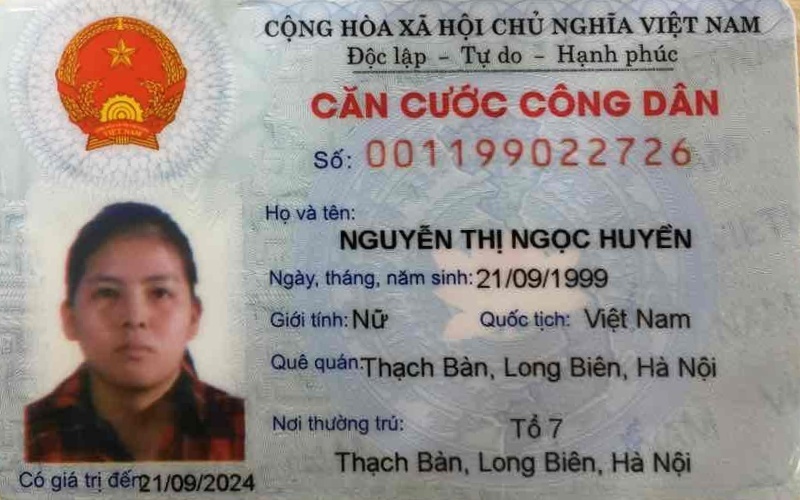 CỘNG HÒA XÃ HỘI CHỦ NGHĨA VIỆT NAM
Độc lập – Tự do – Hạnh phúc
CĂN CƯỚC CÔNG DÂN
Số: 001199022726
Họ và tên:
NGUYỄN THỊ NGỌC HUYỀN
Ngày, tháng, năm sinh: 21/09/1999
Giới tính: Nữ Quốc tịch: Việt Nam
Quê quán: Thạch Bàn, Long Biên, Hà Nội
Nơi thường trú: Tổ 7
Thạch Bàn, Long Biên, Hà Nội
Có giá trị đến 21/09/2024
VIỆT NAM